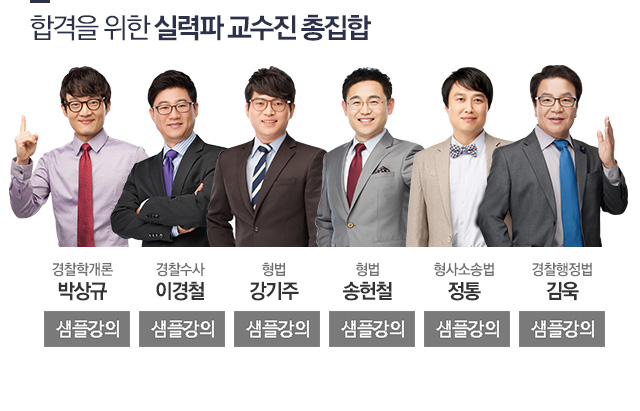 합격을 위한 실력파 교수진 총집합
경찰학개론 경찰수사 형법 형법 형사소송법 경찰행정법
박상규 이경철 강기주 송헌철 정통 김욱
샘플강의 샘플강의 샘플강의 샘플강의 샘플강의 샘플강의